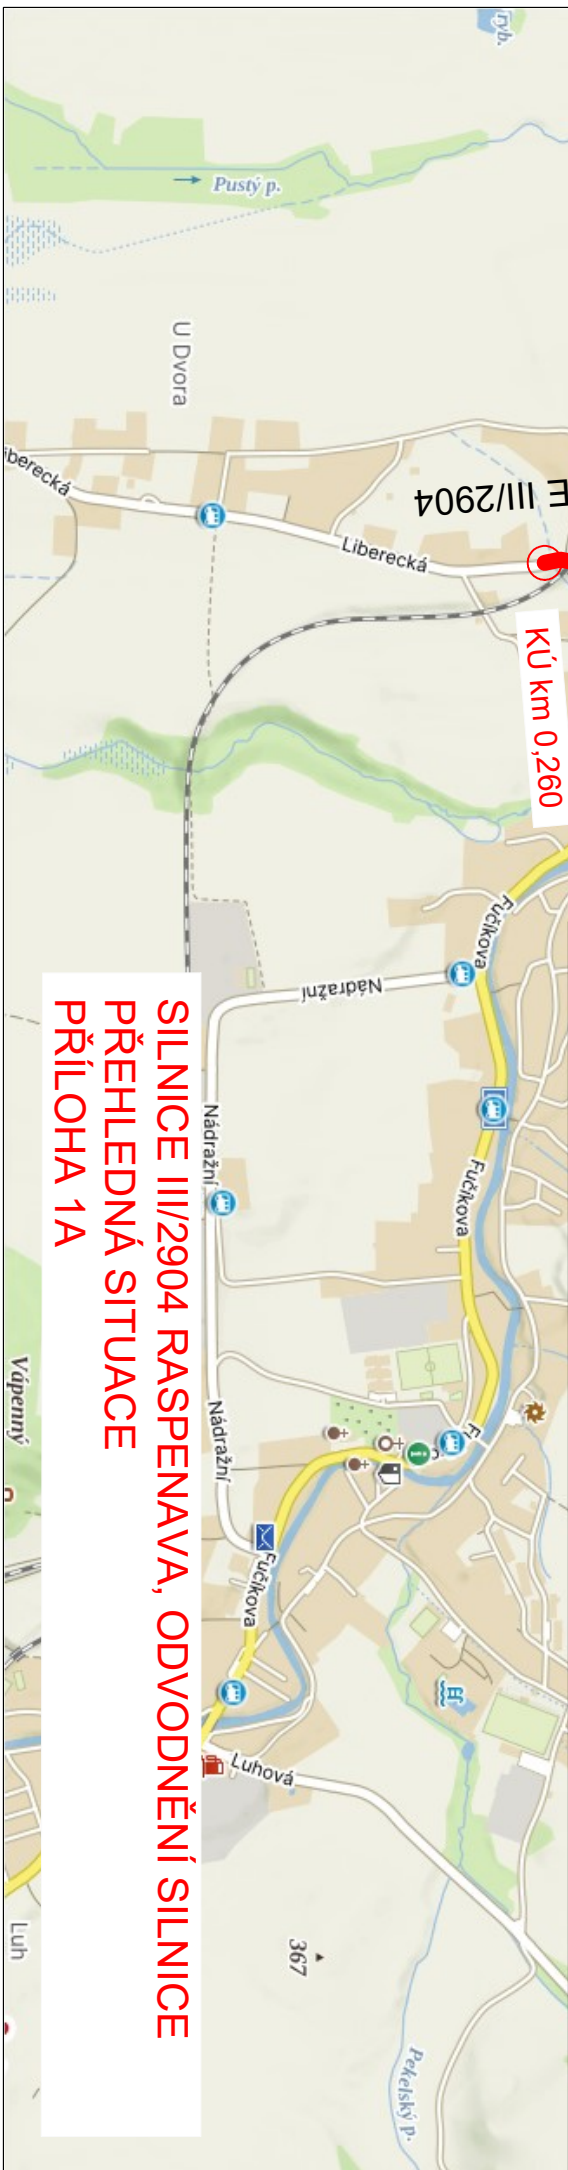 ryb.
Pustý p.
U Dvora
iberecká
E III/2904
Liberecká
KÚ km 0,260
Fučíkova
Nádražní
Nádražní
Fučíkova
SILNICE III/2904 RASPENAVA, ODVODNĚNÍ SILNICE
PŘEHLEDNÁ SITUACE
PŘÍLOHA 1A
Vápenný
Nádražní
Fučíkova
Luhová
Luh
367
Pekelský p.